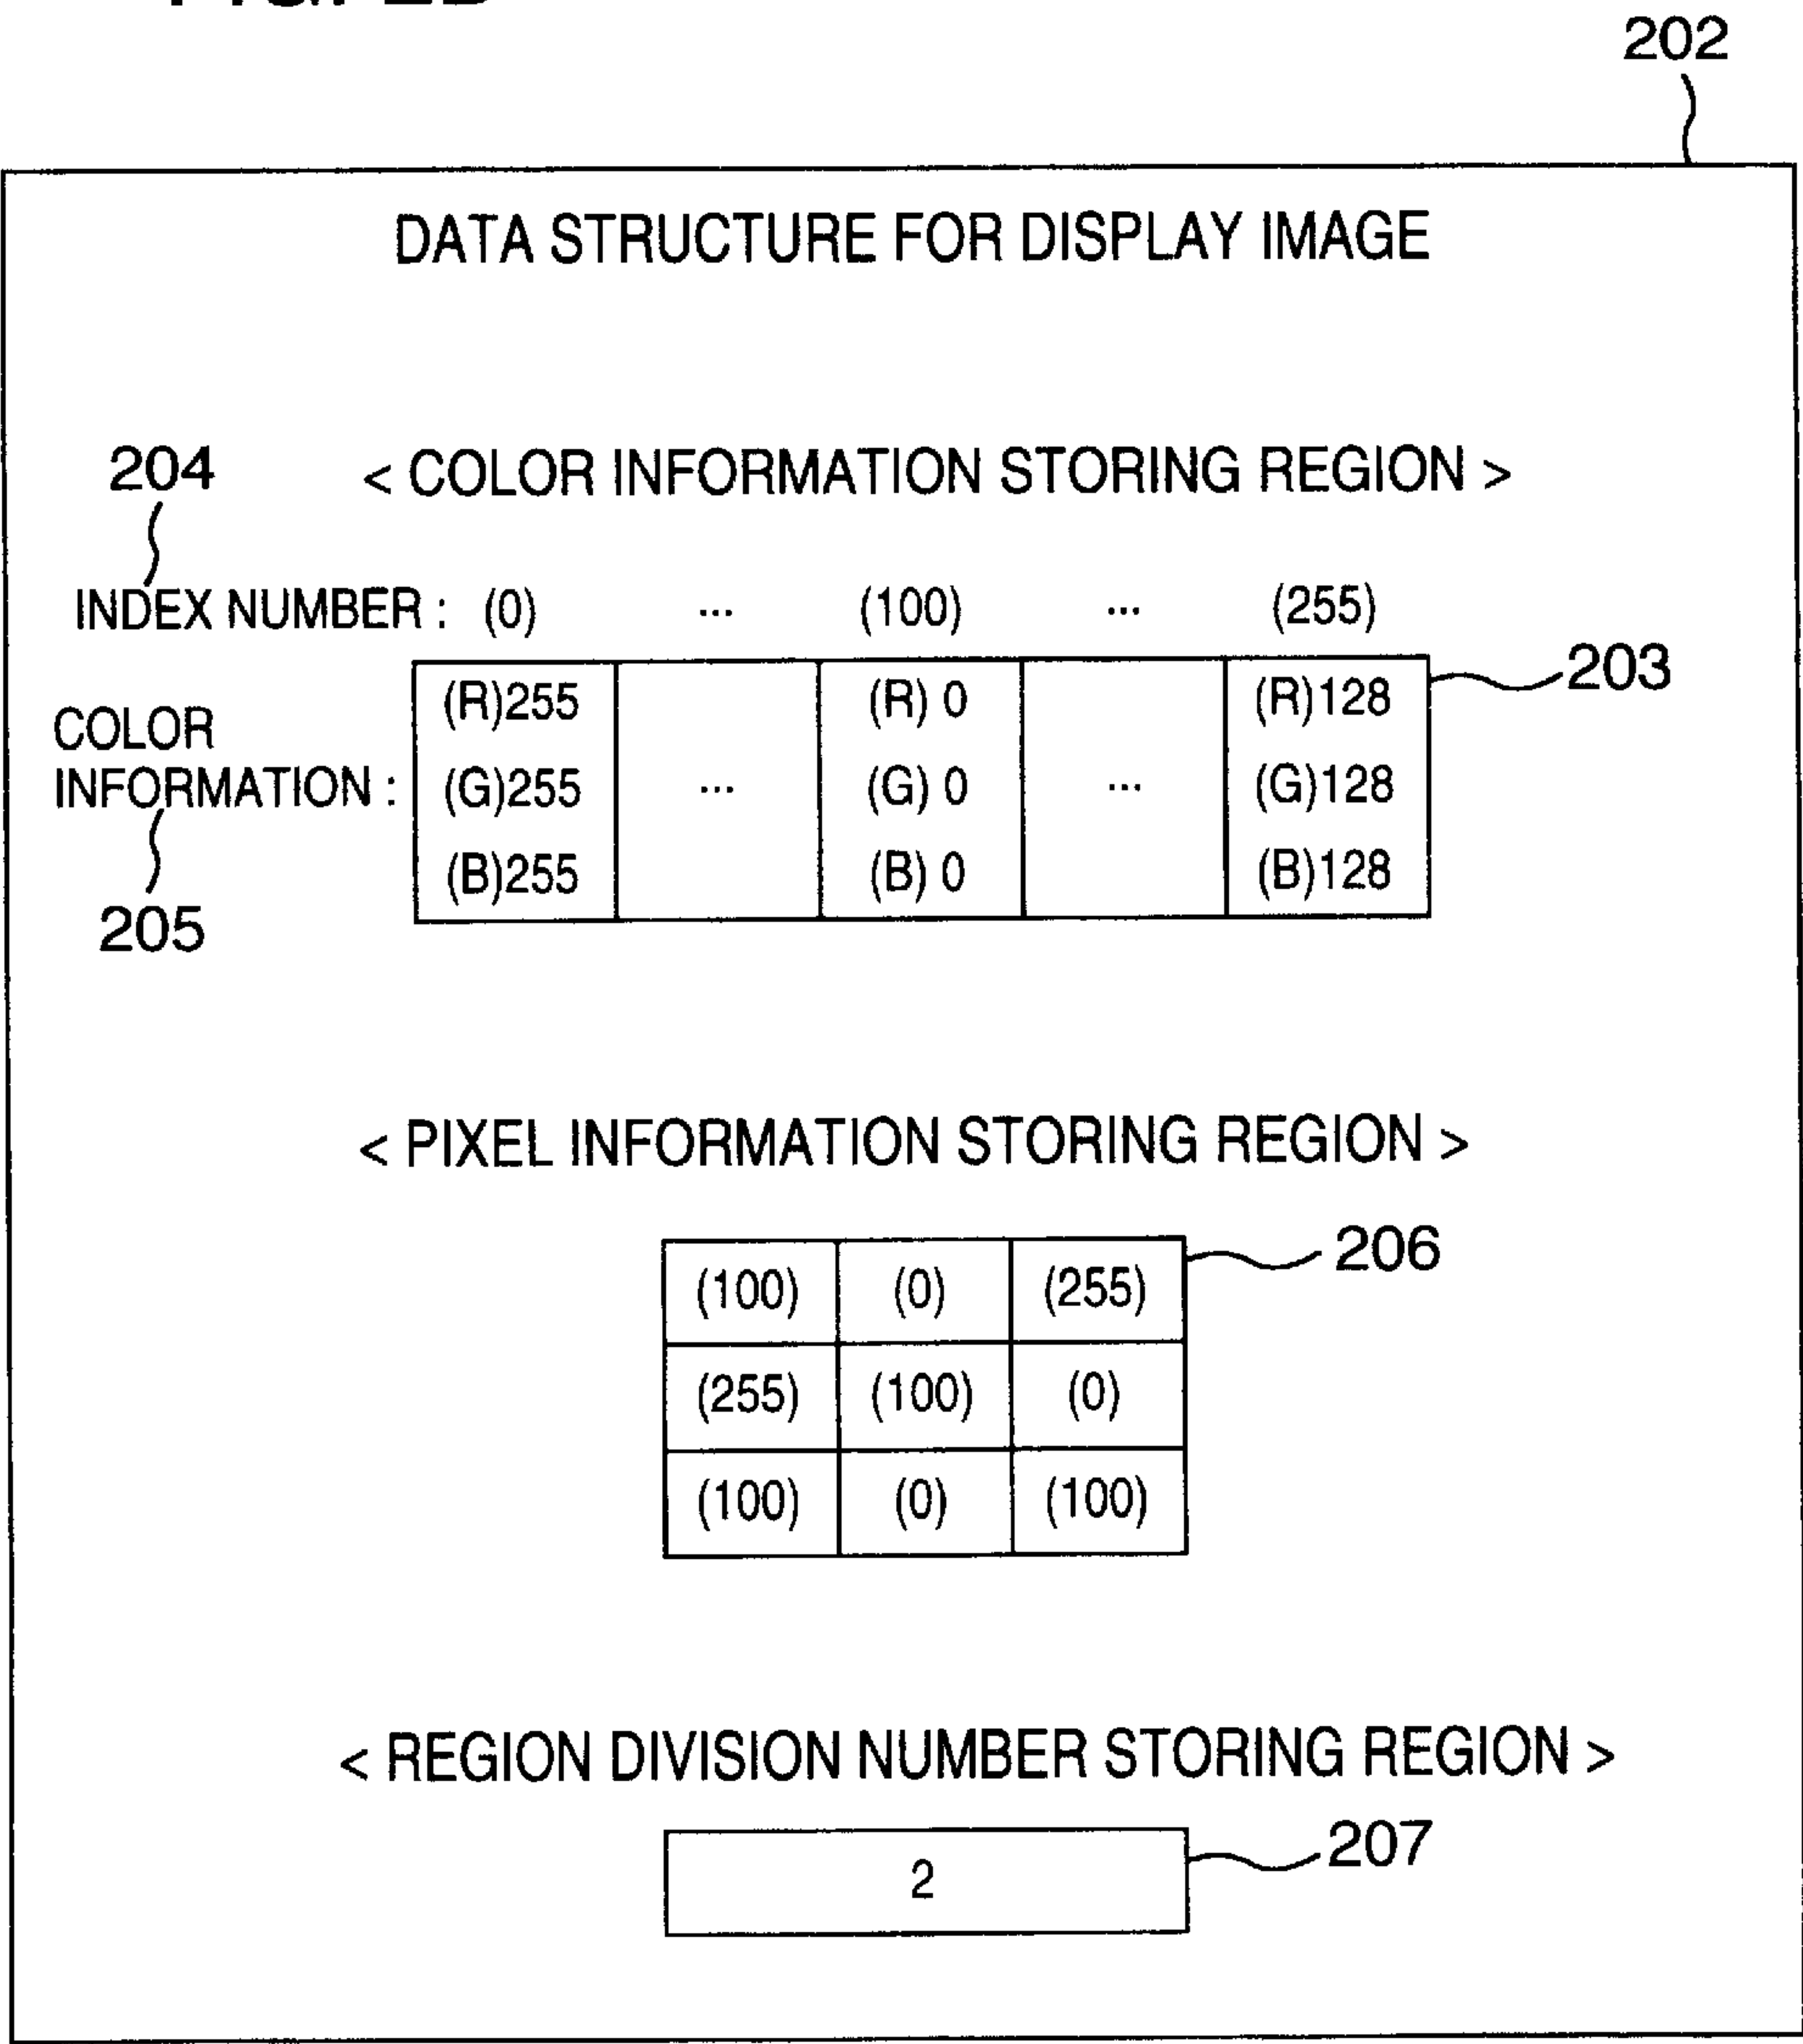 202
DATA STRUCTURE FOR DISPLAY IMAGE
204
< COLOR INFORMATION STORING REGION >
INDEX NUMBER : (0) ... (100) ... (255)
203
(R)255 (R) 0 (R)128
COLOR
INFORMATION :
(G)255 ... (G) 0 ... (G)128
(B)255 (B) 0 (B)128
205
< PIXEL INFORMATION STORING REGION >
206
(100) (0) (255)
(255) (100) (0)
(100) (0) (100)
< REGION DIVISION NUMBER STORING REGION >
207
2